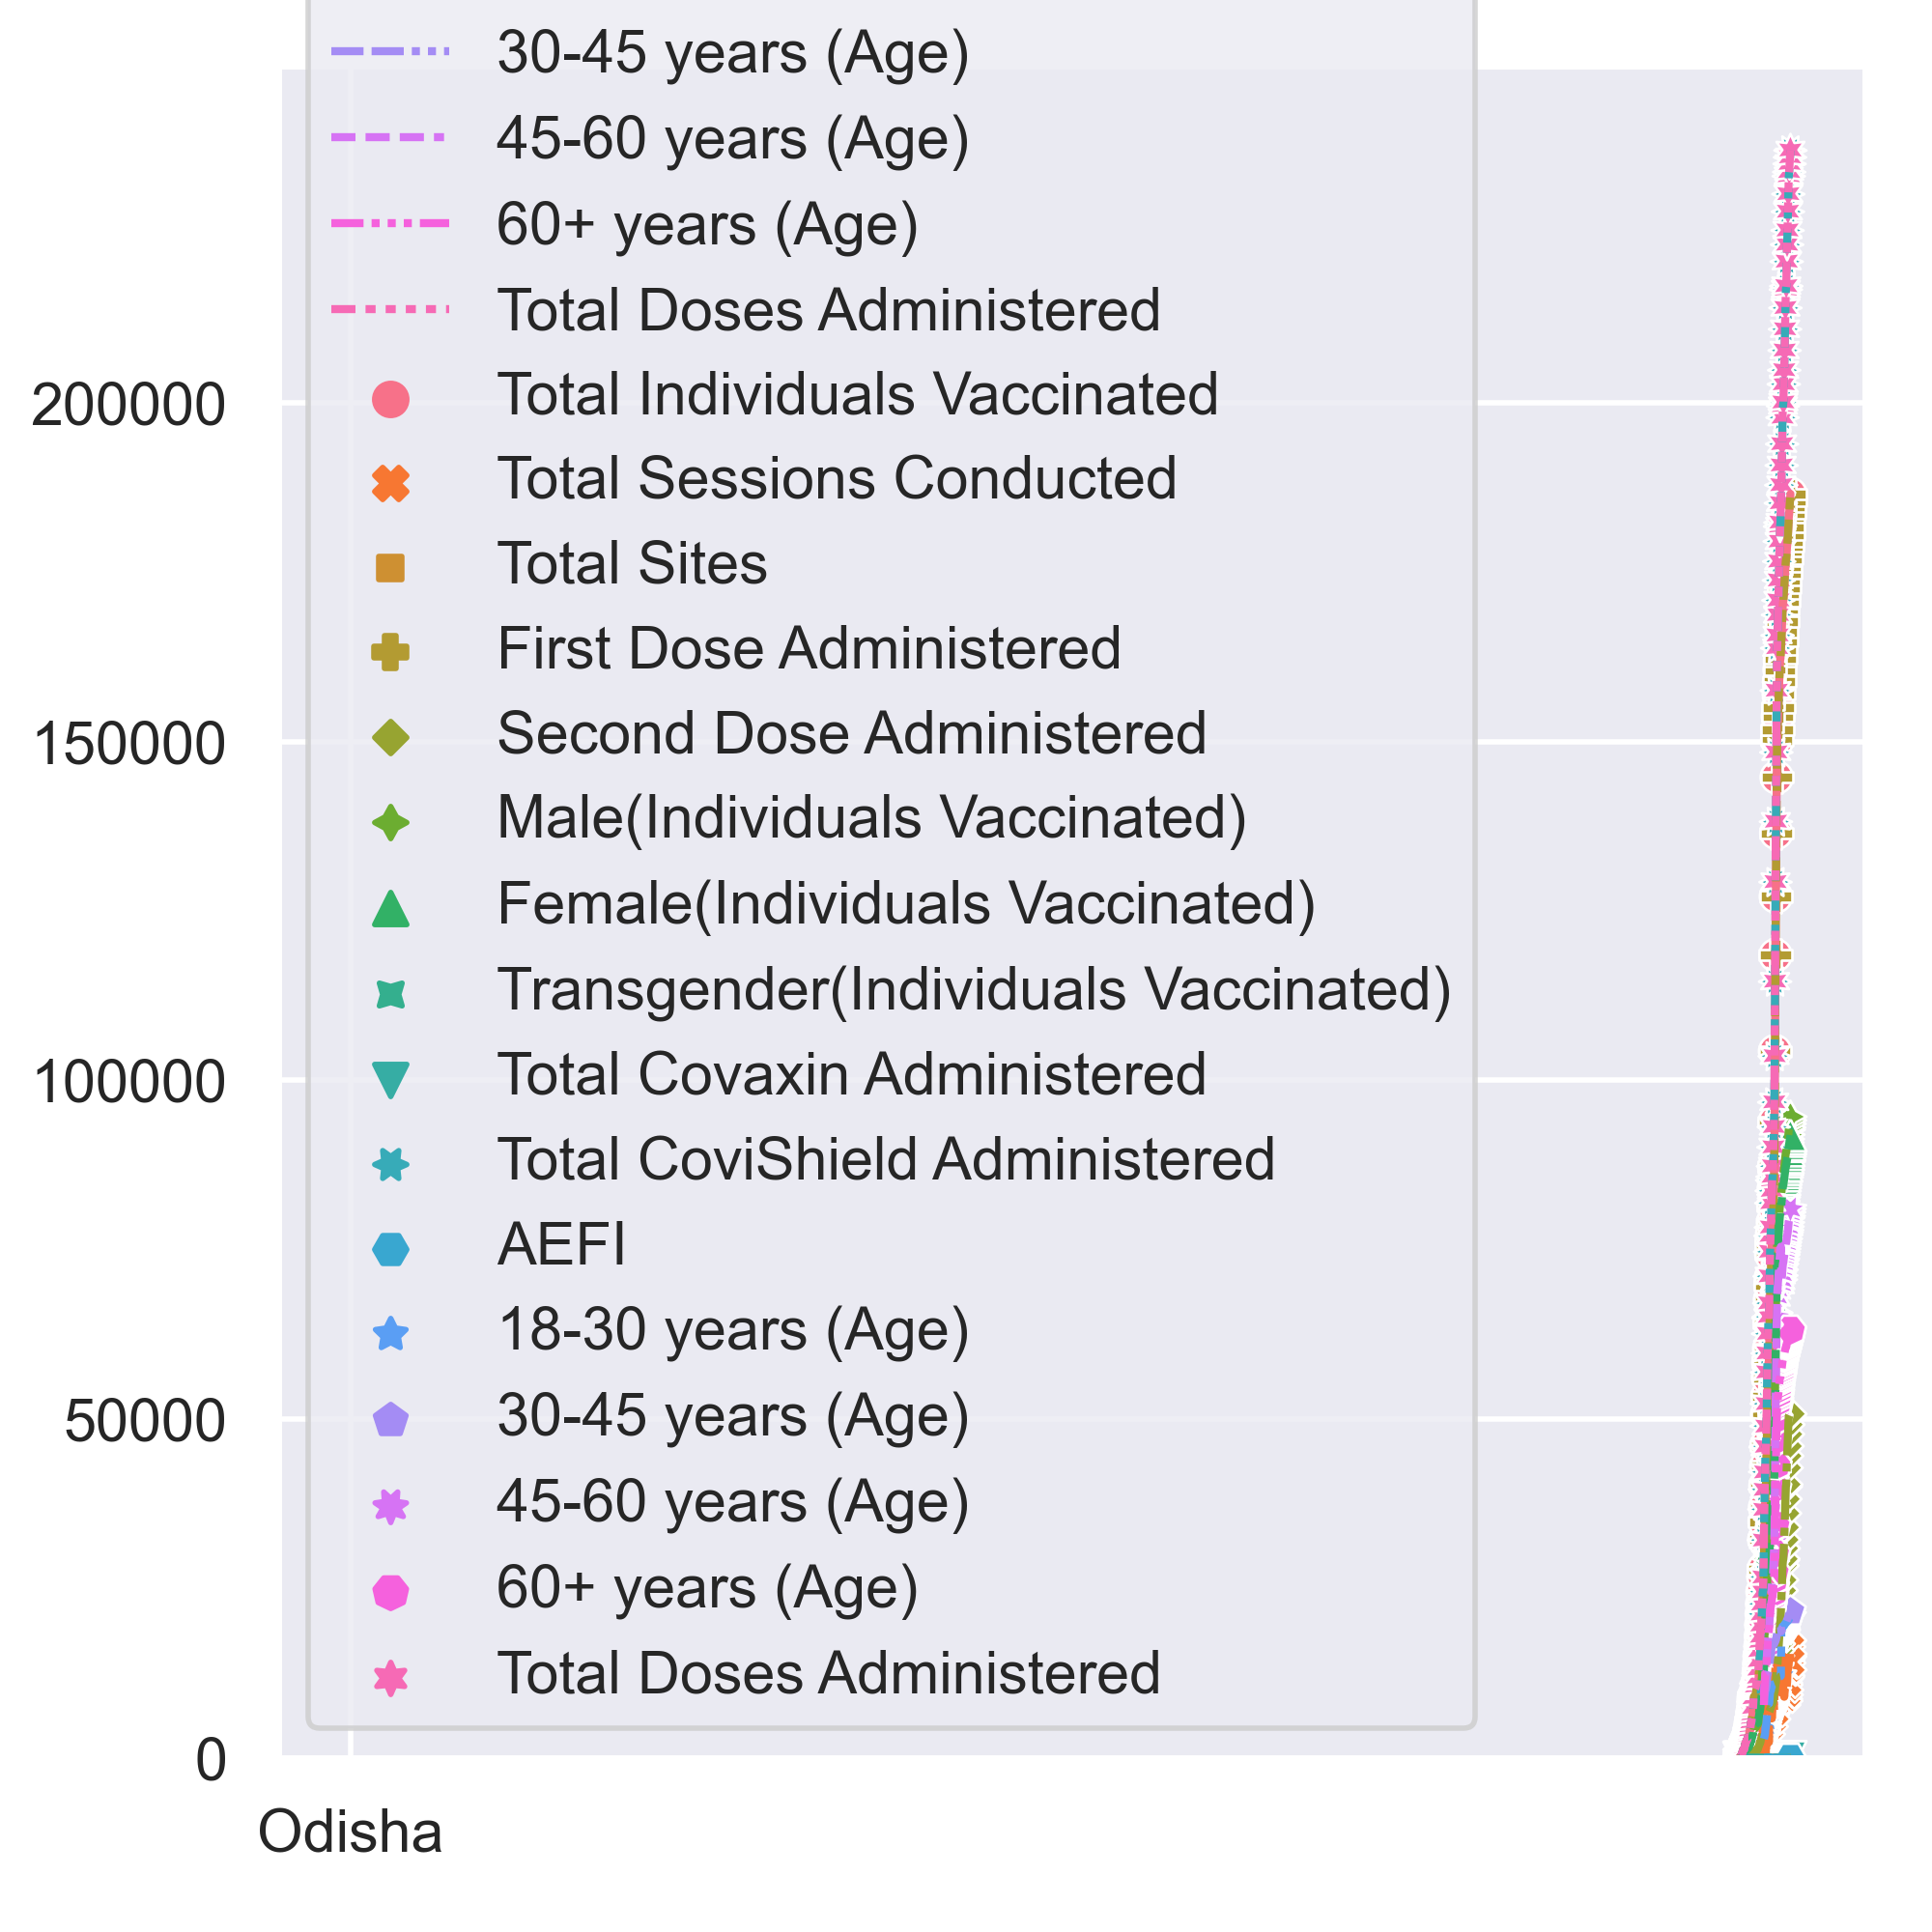 30-45 years (Age)
45-60 years (Age)
60+ years (Age)
Total Doses Administered
Total Individuals Vaccinated
Total Sessions Conducted
Total Sites
First Dose Administered
Second Dose Administered
Male(Individuals Vaccinated)
Female(Individuals Vaccinated)
Transgender(Individuals Vaccinated)
Total Covaxin Administered
Total CoviShield Administered
AEFI
18-30 years (Age)
30-45 years (Age)
45-60 years (Age)
60+ years (Age)
Total Doses Administered
200000
150000
100000
50000
0
Odisha